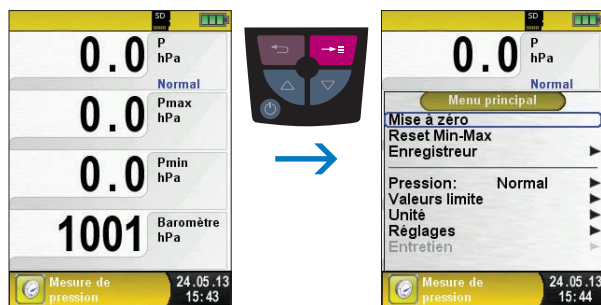 SD
0.0 P hPa
Normal
0.0 Pmax hPa
0.0 Pmin hPa
1001 Baromètre hPa
Mesure de pression 24.05.13 15:43
SD
0.0 P hPa
Normal
Menu principal
Mise à zéro
Reset Min-Max
Enregistreur
Pression: Normal
Valeurs limite
Unité
Réglages
Entretien
Mesure de pression 24.05.13 15:44